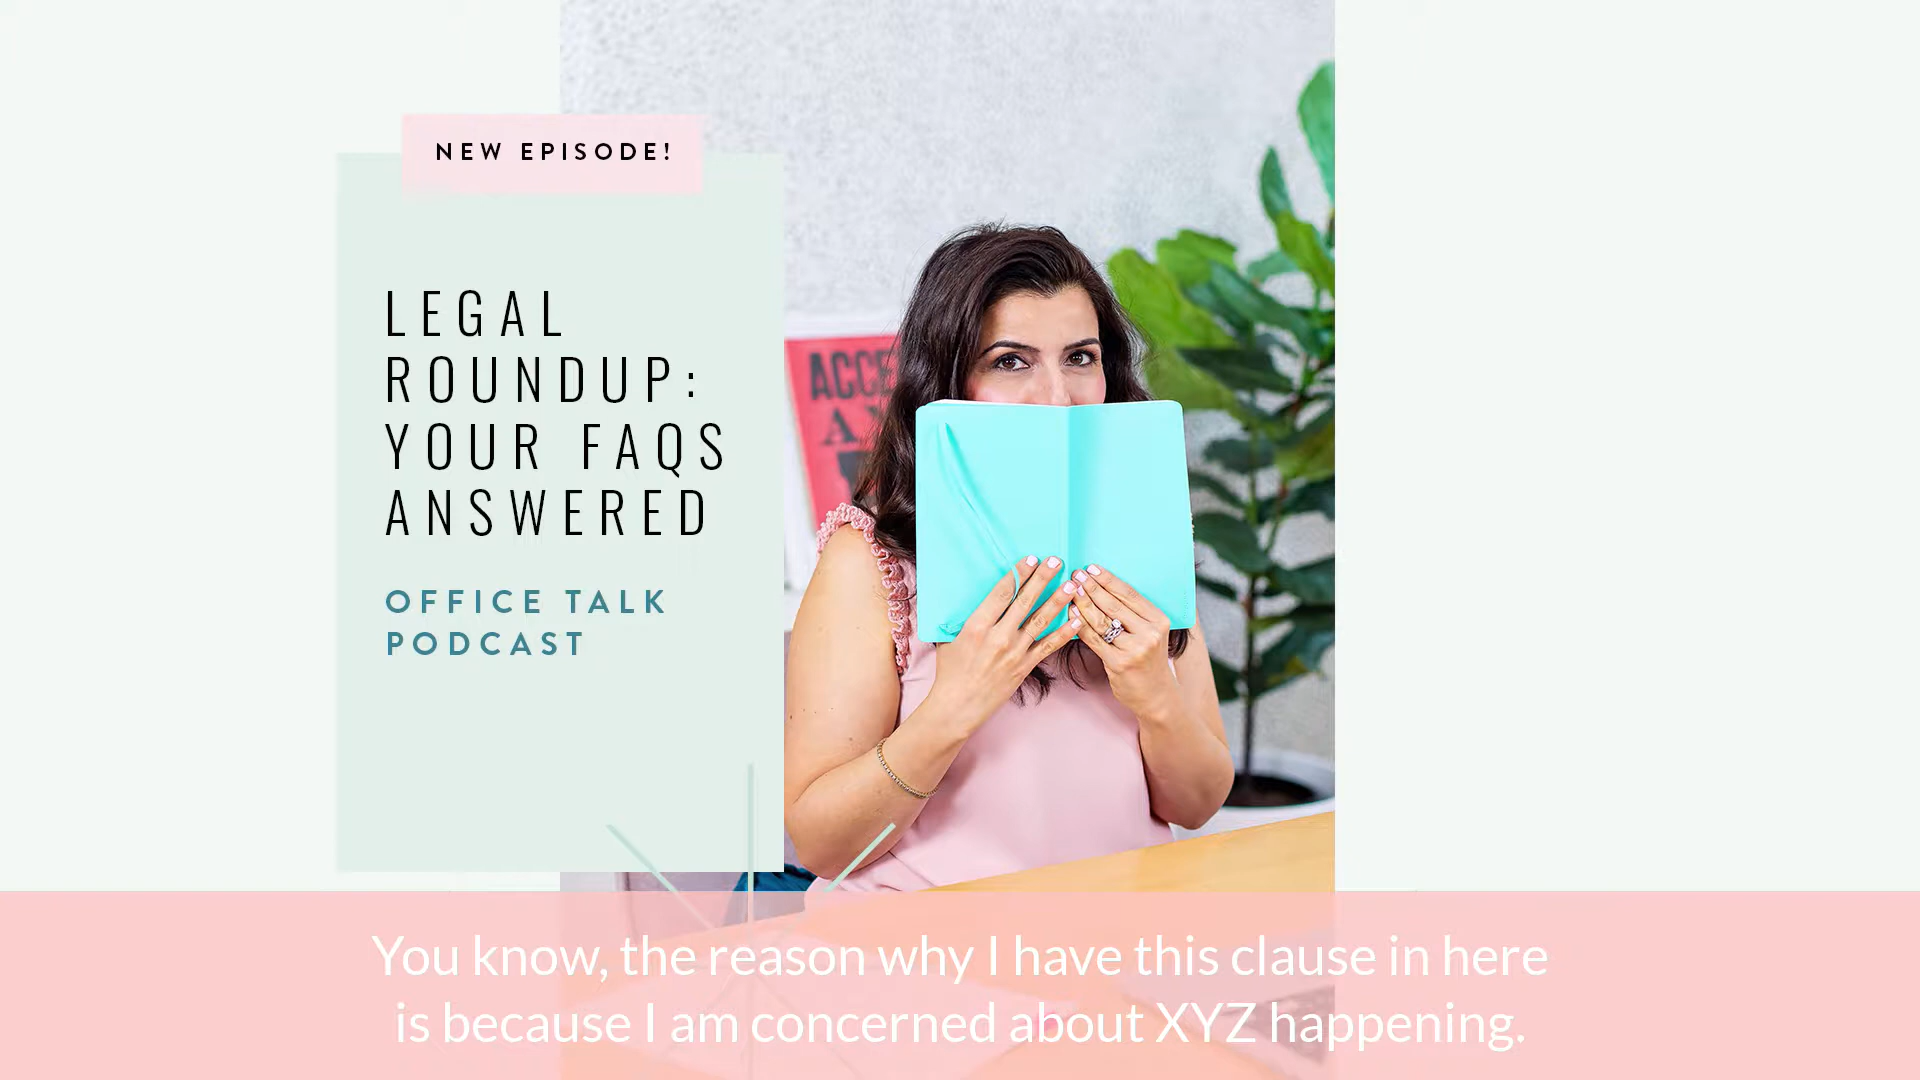 NEW EPISODE!
LEGAL
ROUNDUP:
YOUR FAQS
ANSWERED
OFFICE TALK
PODCAST
ACCE
A
You know, the reason why I have this clause in here
is because I am concerned about XYZ happening.